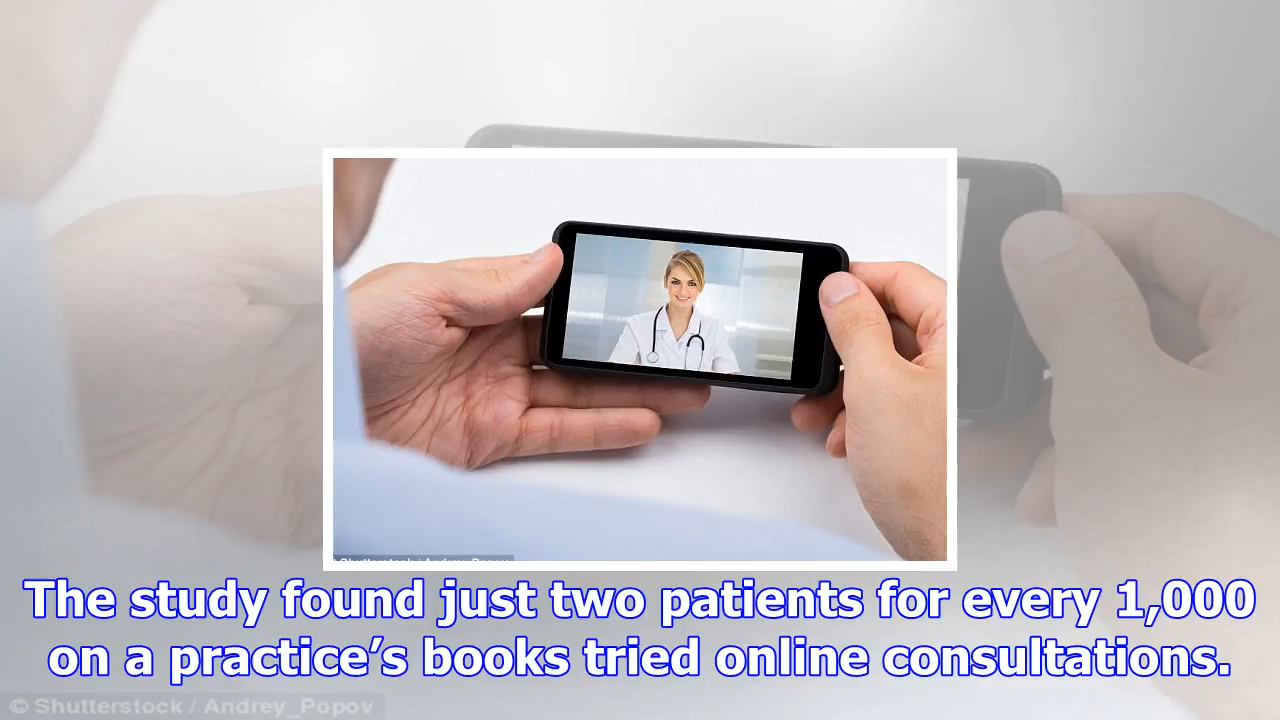 The study found just two patients for every 1,000
on a practice’s books tried online consultations.
© Shutterstock / Andrey_Popov